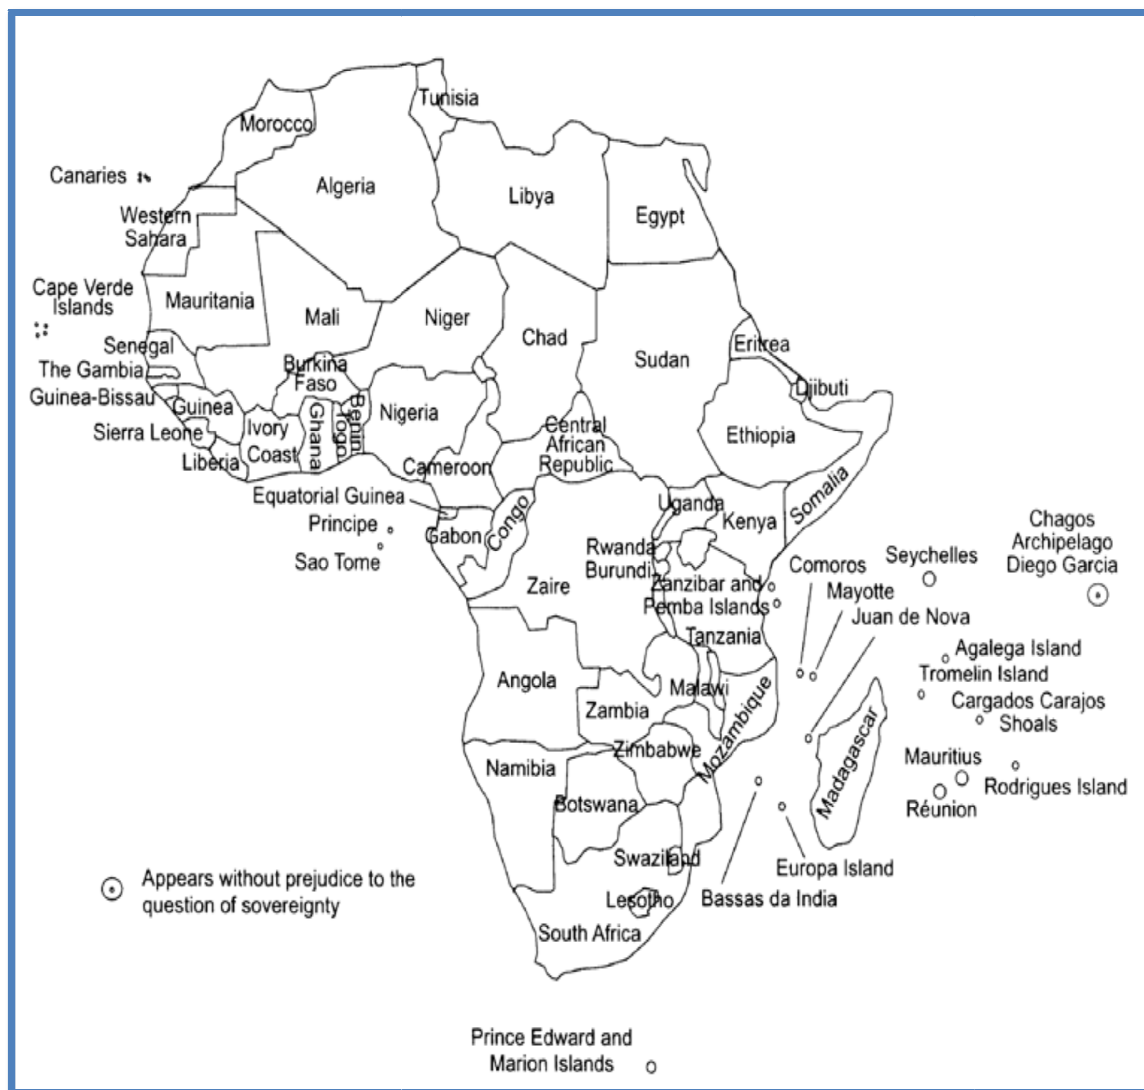 Tunisia
Morocco
Canaries
Algeria
Libya
Egypt
Western
Sahara
Cape Verde
Islands
Mauritania
Mali
Niger
Chad
Sudan
Eritrea
Senegal
The Gambia
Guinea-Bissau
Guinea
Sierra Leone
Liberia
Ivory
Coast
Burkina
Faso
Ghana
Togo
Benin
Nigeria
Djibuti
Ethiopia
Somalia
Central
African
Republic
Cameroon
Equatorial Guinea
Principe
Sao Tome
Gabon
Congo
Uganda
Kenya
Rwanda
Burundi
Zaire
Zanzibar and
Pemba Islands
Tanzania
Comoros
Mayotte
Juan de Nova
Seychelles
Chagos
Archipelago
Diego Garcia
Agalega Island
Tromelin Island
Cargados Carajos
Shoals
Mauritius
Rodrigues Island
Réunion
Angola
Zambia
Malawi
Mozambique
Madagascar
Zimbabwe
Namibia
Botswana
Swaziland
Lesotho
South Africa
Europa Island
Bassas da India
Appears without prejudice to the
question of sovereignty
Prince Edward and
Marion Islands